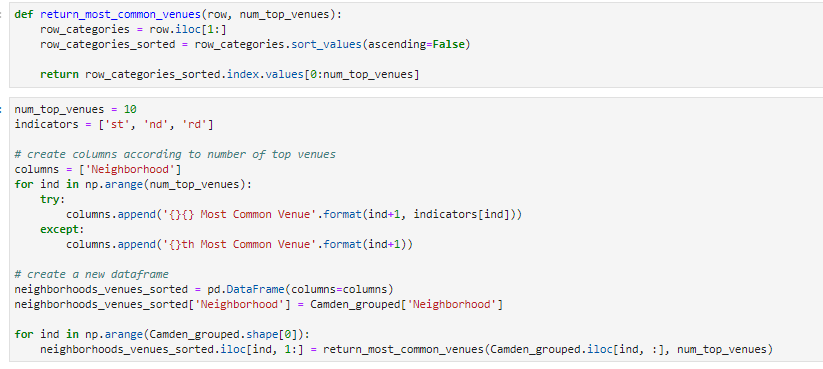 def return_most_common_venues(row, num_top_venues):
    row_categories = row.iloc[1:]
    row_categories_sorted = row_categories.sort_values(ascending=False)

    return row_categories_sorted.index.values[0:num_top_venues]

num_top_venues = 10
indicators = ['st', 'nd', 'rd']

# create columns according to number of top venues
columns = ['Neighborhood']
for ind in np.arange(num_top_venues):
    try:
        columns.append('{}{} Most Common Venue'.format(ind+1, indicators[ind]))
    except:
        columns.append('{}th Most Common Venue'.format(ind+1))

# create a new dataframe
neighborhoods_venues_sorted = pd.DataFrame(columns=columns)
neighborhoods_venues_sorted['Neighborhood'] = Camden_grouped['Neighborhood']

for ind in np.arange(Camden_grouped.shape[0]):
    neighborhoods_venues_sorted.iloc[ind, 1:] = return_most_common_venues(Camden_grouped.iloc[ind, :], num_top_venues)